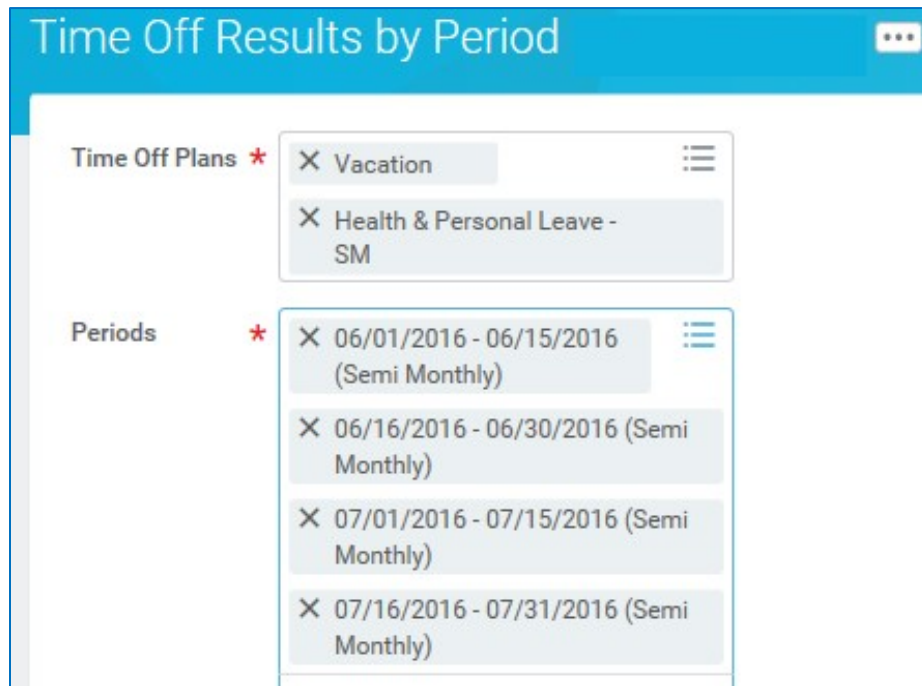 Time Off Results by Period
Time Off Plans *
× Vacation
× Health & Personal Leave -
SM
Periods *
× 06/01/2016 - 06/15/2016
(Semi Monthly)
× 06/16/2016 - 06/30/2016 (Semi
Monthly)
× 07/01/2016 - 07/15/2016 (Semi
Monthly)
× 07/16/2016 - 07/31/2016 (Semi
Monthly)